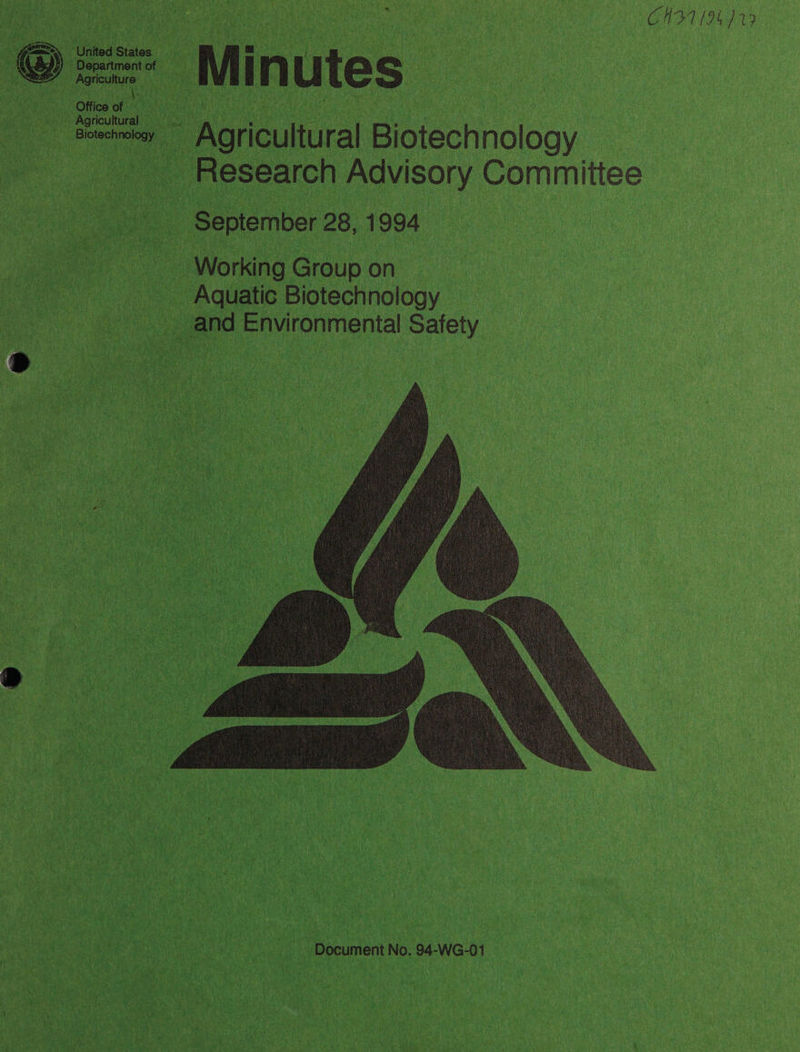 United States
Department of
Agriculture
Office of
Agricultural
Biotechnology
Minutes
Agricultural Biotechnology
Research Advisory Committee
September 28, 1994
Working Group on
Aquatic Biotechnology
and Environmental Safety
Document No. 94-WG-01